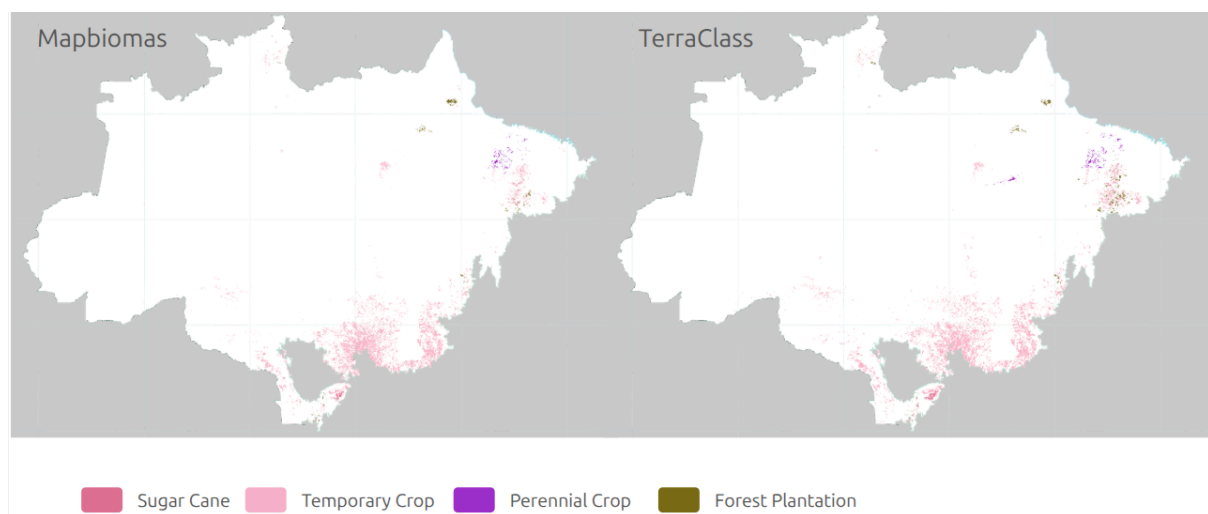 Mapbiomas
TerraClass
Sugar Cane
Temporary Crop
Perennial Crop
Forest Plantation